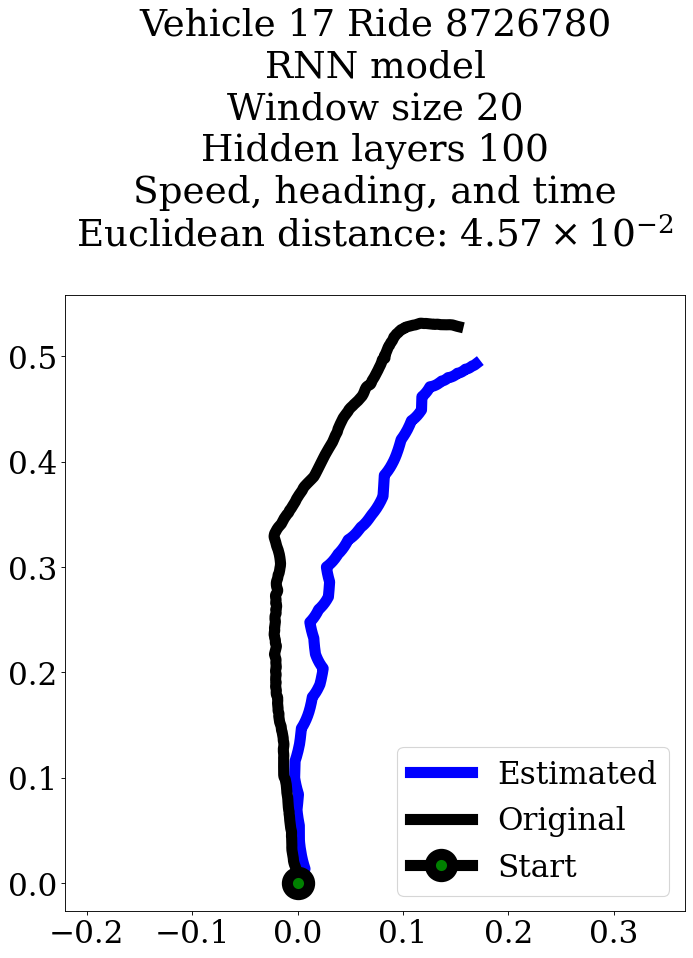 Vehicle 17 Ride 8726780
RNN model
Window size 20
Hidden layers 100
Speed, heading, and time
Euclidean distance: 4.57 × 10⁻²
0.5
0.4
0.3
0.2
0.1
0.0
Estimated
Original
Start
−0.2 −0.1 0.0 0.1 0.2 0.3